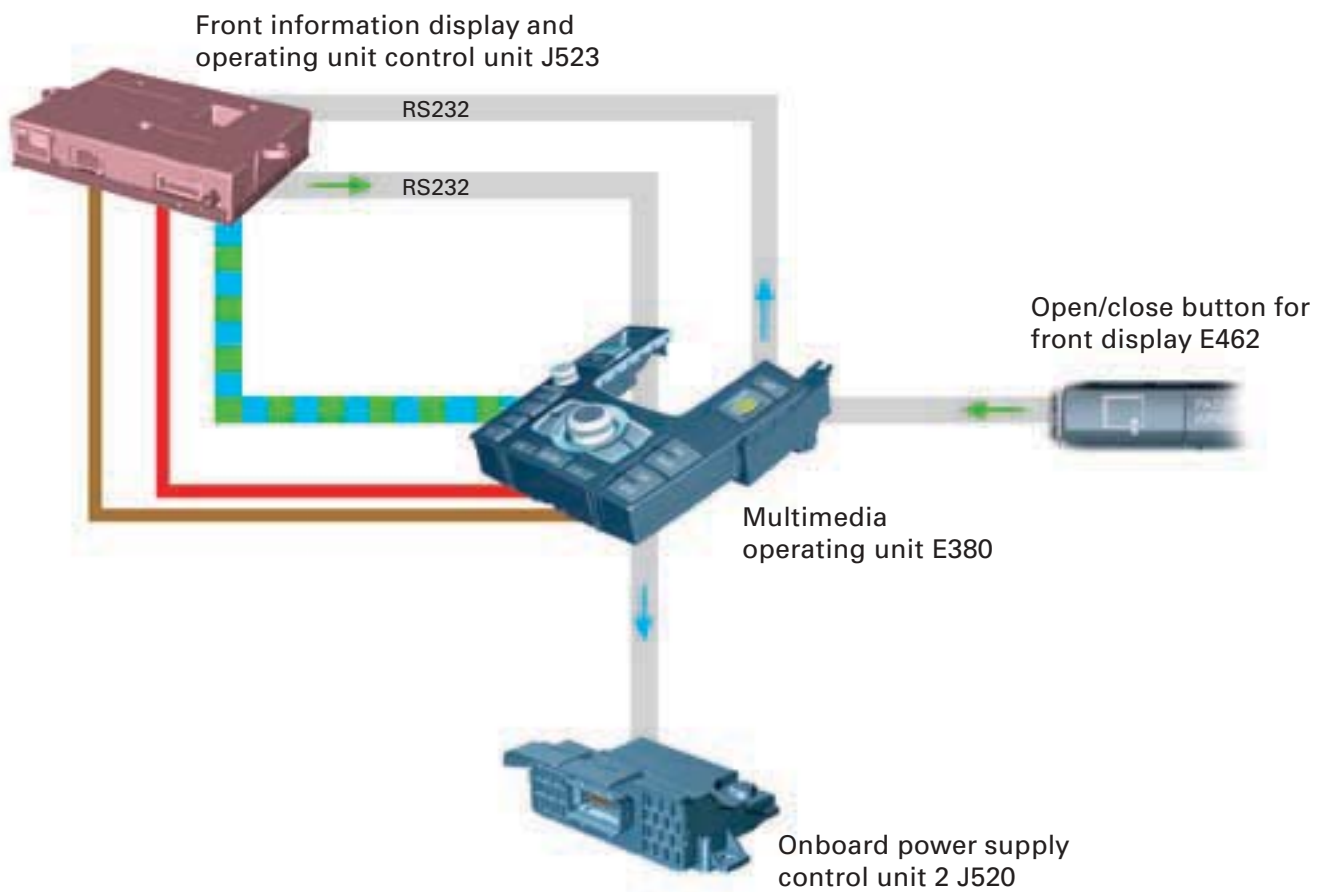 Front information display and
operating unit control unit J523
RS232
RS232
Open/close button for
front display E462
Multimedia
operating unit E380
Onboard power supply
control unit 2 J520